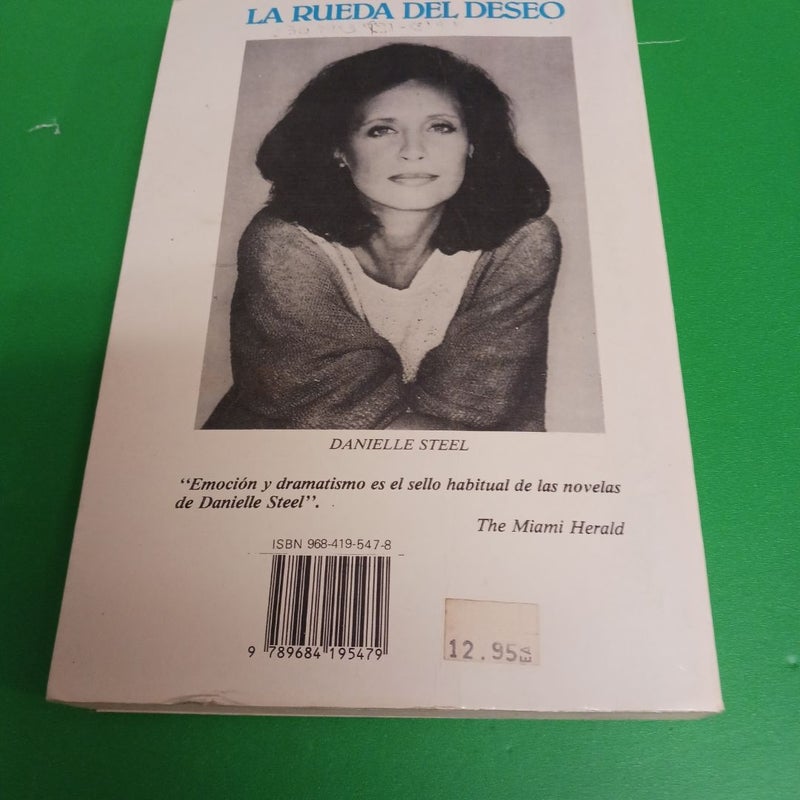 LA RUEDA DEL DESEO
DANIELLE STEEL
“Emoción y dramatismo es el sello habitual de las novelas
de Danielle Steel”.
The Miami Herald
ISBN 968-419-547-8
9 789684 195479
12.95 EA